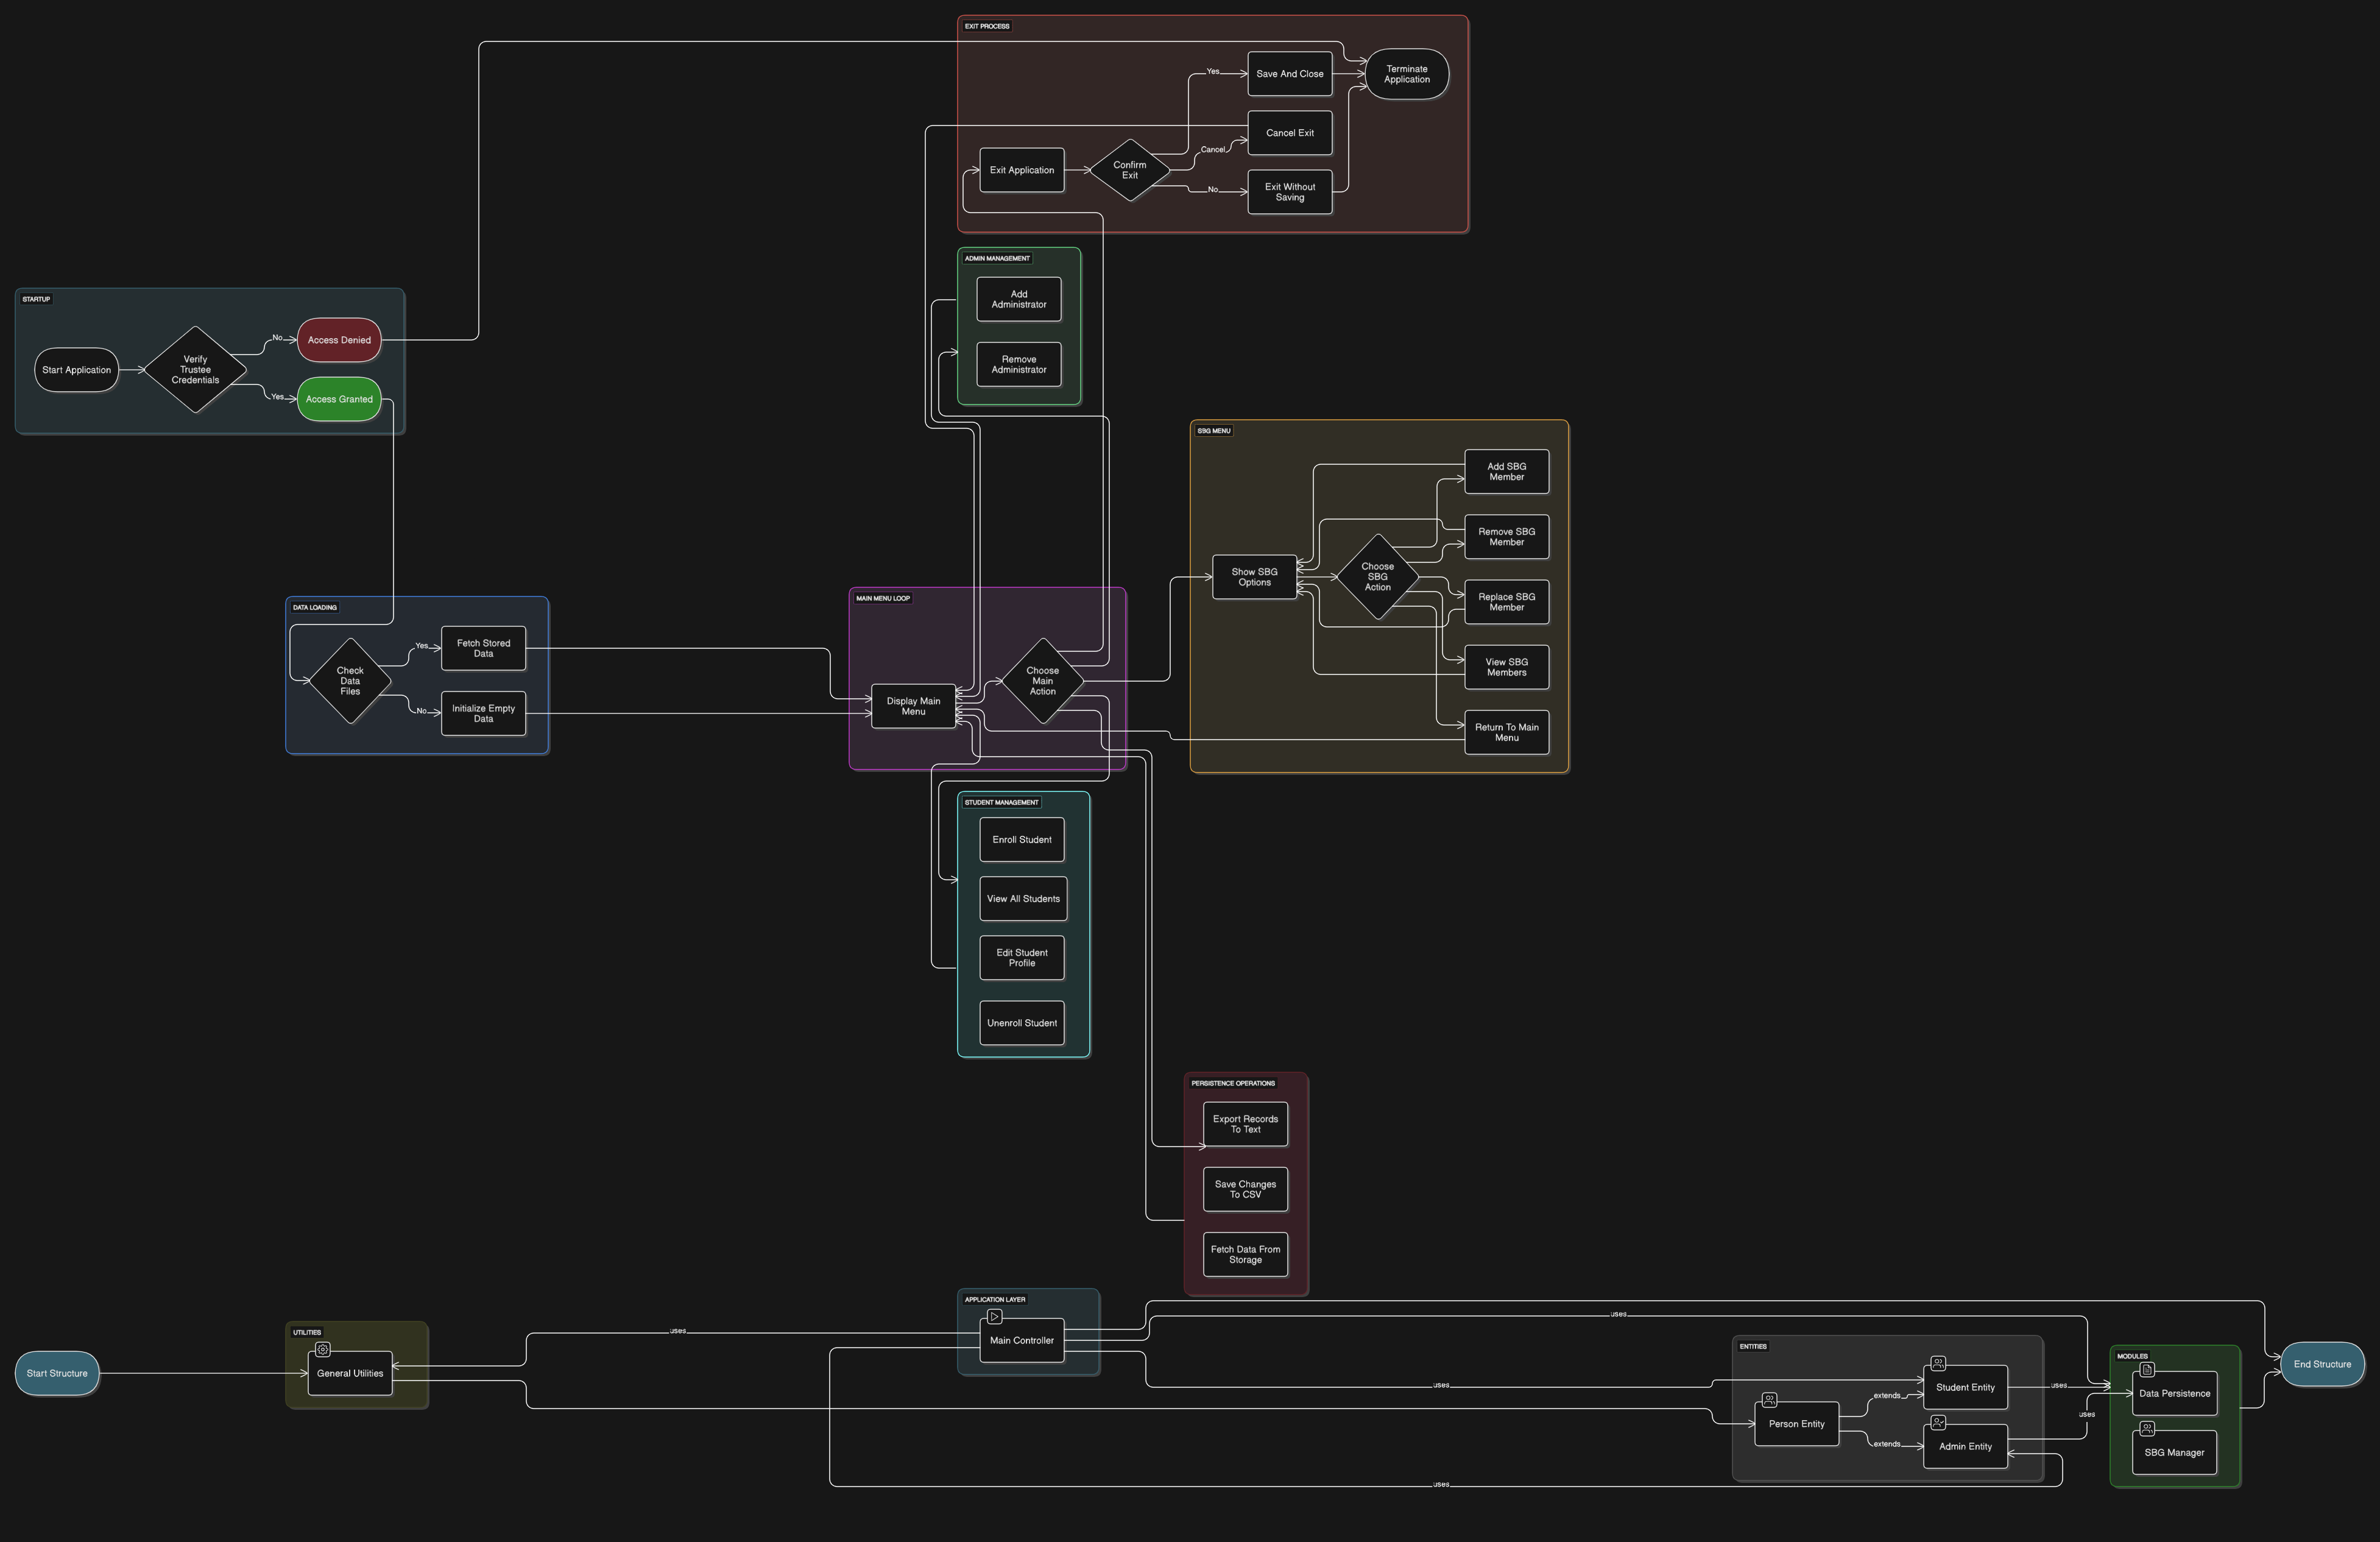 EXIT PROCESS
Yes
Save And Close
Terminate
Application
Cancel
Cancel Exit
Exit Application
Confirm
Exit
No
Exit Without
Saving
ADMIN MANAGEMENT
Add
Administrator
Remove
Administrator
STARTUP
Start Application
Verify
Trustee
Credentials
No
Access Denied
Yes
Access Granted
SBG MENU
Show SBG
Options
Choose
SBG
Action
Add SBG
Member
Remove SBG
Member
Replace SBG
Member
View SBG
Members
Return To Main
Menu
DATA LOADING
Check
Data
Files
Yes
Fetch Stored
Data
No
Initialize Empty
Data
MAIN MENU LOOP
Display Main
Menu
Choose
Main
Action
STUDENT MANAGEMENT
Enroll Student
View All Students
Edit Student
Profile
Unenroll Student
PERSISTENCE OPERATIONS
Export Records
To Text
Save Changes
To CSV
Fetch Data From
Storage
APPLICATION LAYER
Main Controller
UTILITIES
General Utilities
Start Structure
uses
uses
uses
uses
ENTITIES
Person Entity
extends
extends
Student Entity
Admin Entity
uses
uses
MODULES
Data Persistence
SBG Manager
End Structure